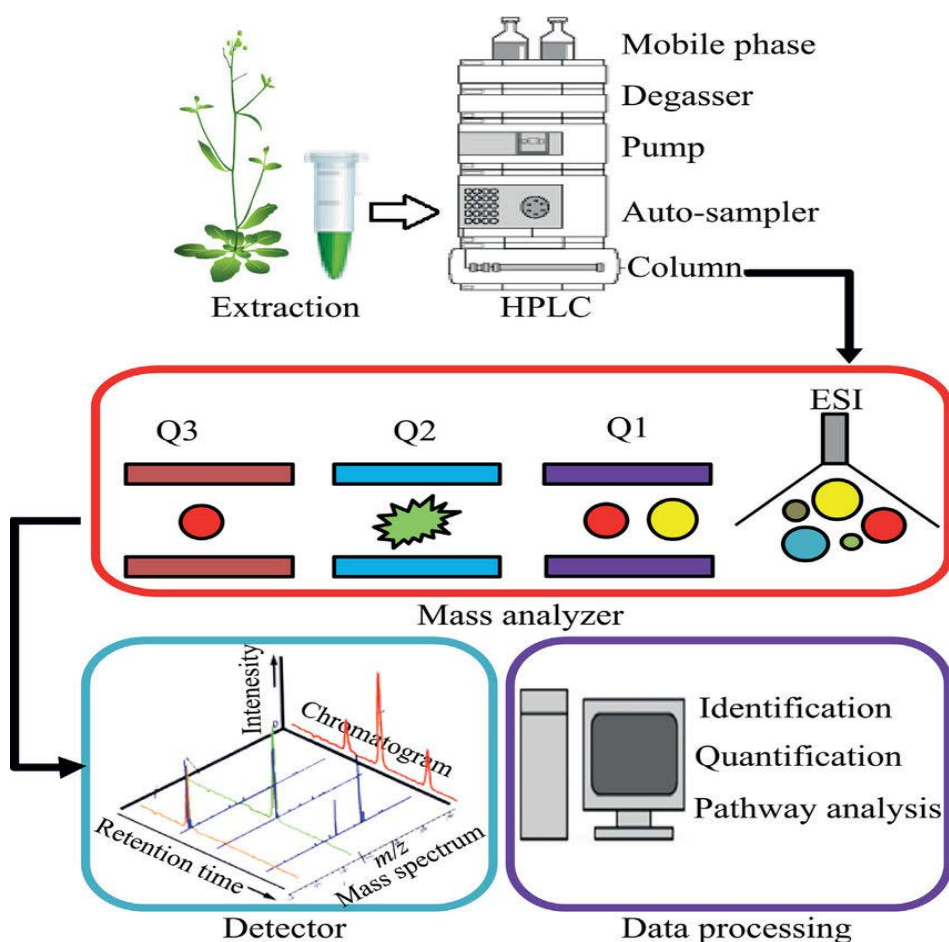 Mobile phase
Degasser
Pump
Auto-sampler
Column
Extraction
HPLC
ESI
Q3
Q2
Q1
Mass analyzer
Intenesity
Chromatogram
Retention time
m/z
Mass spectrum
Detector
Identification
Quantification
Pathway analysis
Data processing